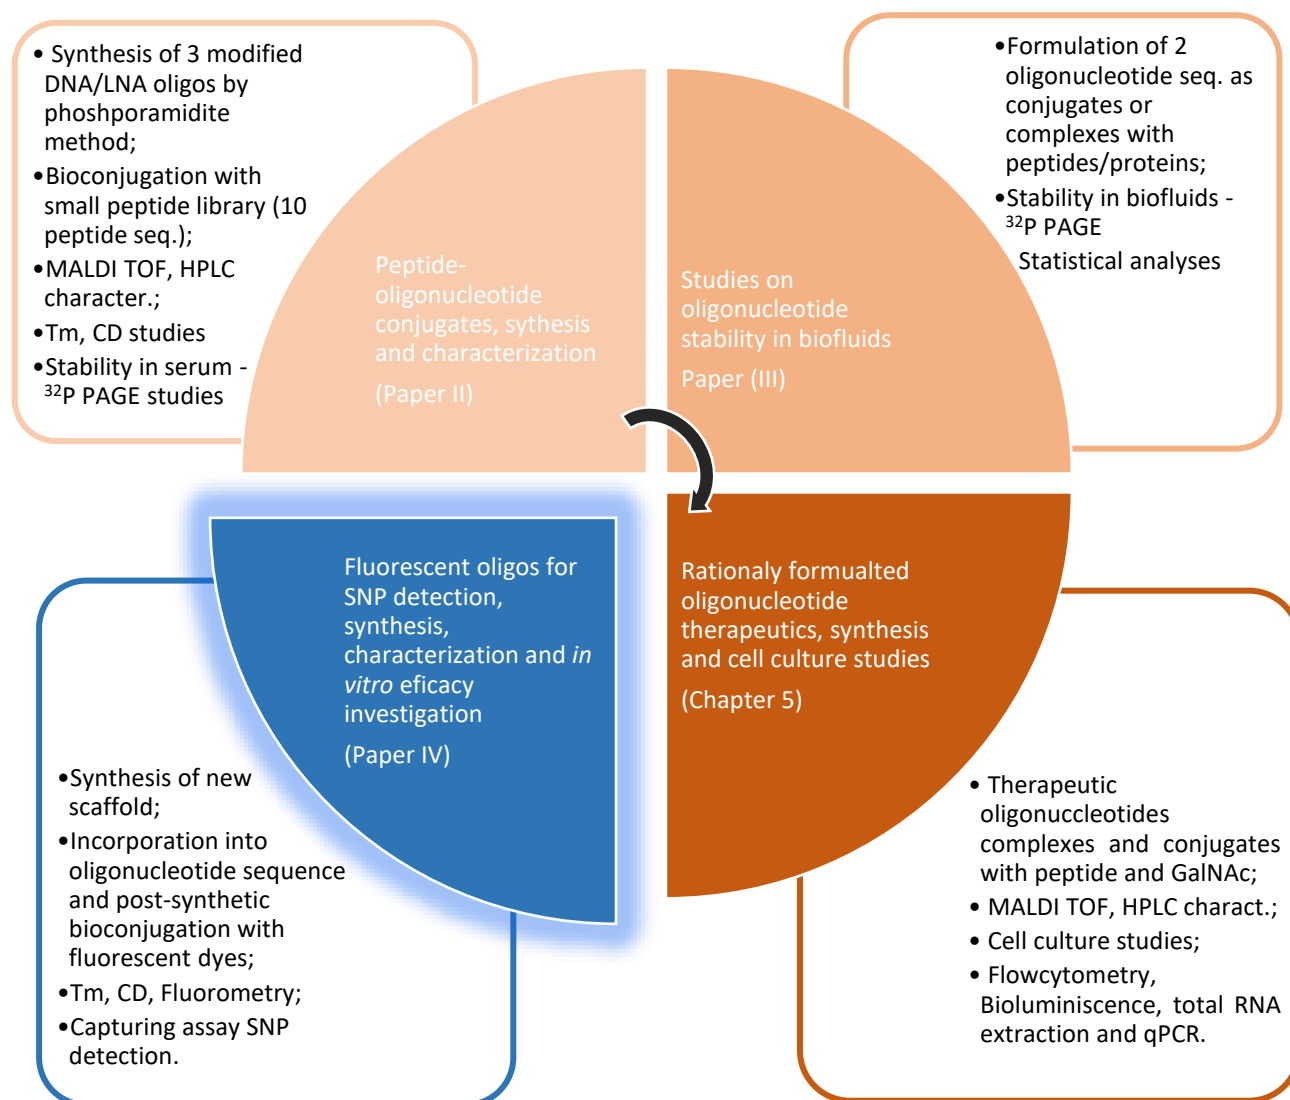 • Synthesis of 3 modified
DNA/LNA oligos by
phoshporamidite
method;
•Bioconjugation with
small peptide library (10
peptide seq.);
•MALDI TOF, HPLC
character.;
•Tm, CD studies
•Stability in serum -
³²P PAGE studies
Peptide-
oligonucleotide
conjugates, sythesis
and characterization
(Paper II)
Studies on
oligonucleotide
stability in biofluids
Paper (III)
•Formulation of 2
oligonucleotide seq. as
conjugates or
complexes with
peptides/proteins;
•Stability in biofluids -
³²P PAGE
Statistical analyses
Fluorescent oligos for
SNP detection,
synthesis,
characterization and in
vitro eficacy
investigation
(Paper IV)
Rationaly formualted
oligonucleotide
therapeutics, synthesis
and cell culture studies
(Chapter 5)
•Synthesis of new
scaffold;
•Incorporation into
oligonucleotide sequence
and post-synthetic
bioconjugation with
fluorescent dyes;
•Tm, CD, Fluorometry;
•Capturing assay SNP
detection.
• Therapeutic
oligonuccleotides
complexes and conjugates
with peptide and GalNAc;
• MALDI TOF, HPLC charact.;
• Cell culture studies;
• Flowcytometry,
Bioluminiscence, total RNA
extraction and qPCR.